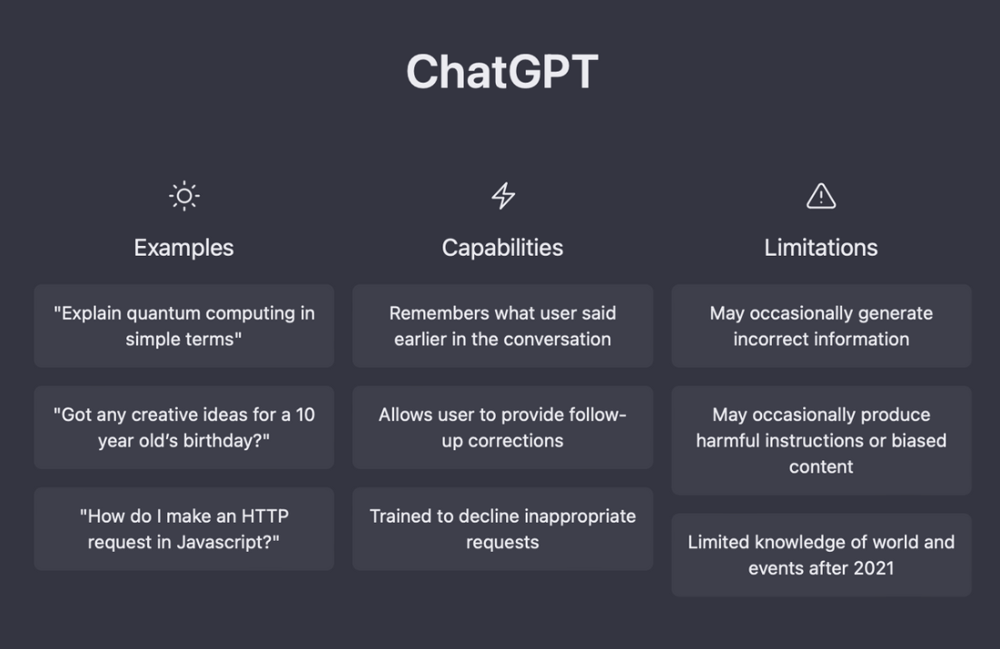 ChatGPT
Examples
"Explain quantum computing in
simple terms"
"Got any creative ideas for a 10
year old’s birthday?"
"How do I make an HTTP
request in Javascript?"
Capabilities
Remembers what user said
earlier in the conversation
Allows user to provide follow-
up corrections
Trained to decline inappropriate
requests
Limitations
May occasionally generate
incorrect information
May occasionally produce
harmful instructions or biased
content
Limited knowledge of world and
events after 2021